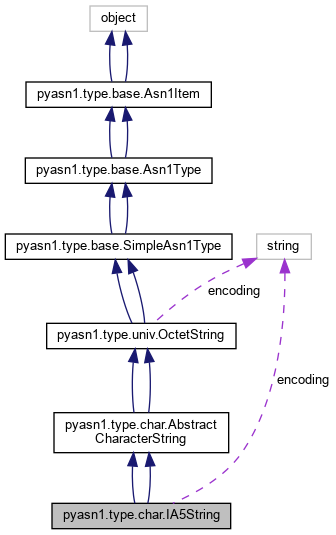 object
pyasn1.type.base.Asn1Item
pyasn1.type.base.Asn1Type
pyasn1.type.base.SimpleAsn1Type
string
encoding
pyasn1.type.univ.OctetString
encoding
pyasn1.type.char.Abstract
CharacterString
pyasn1.type.char.IA5String